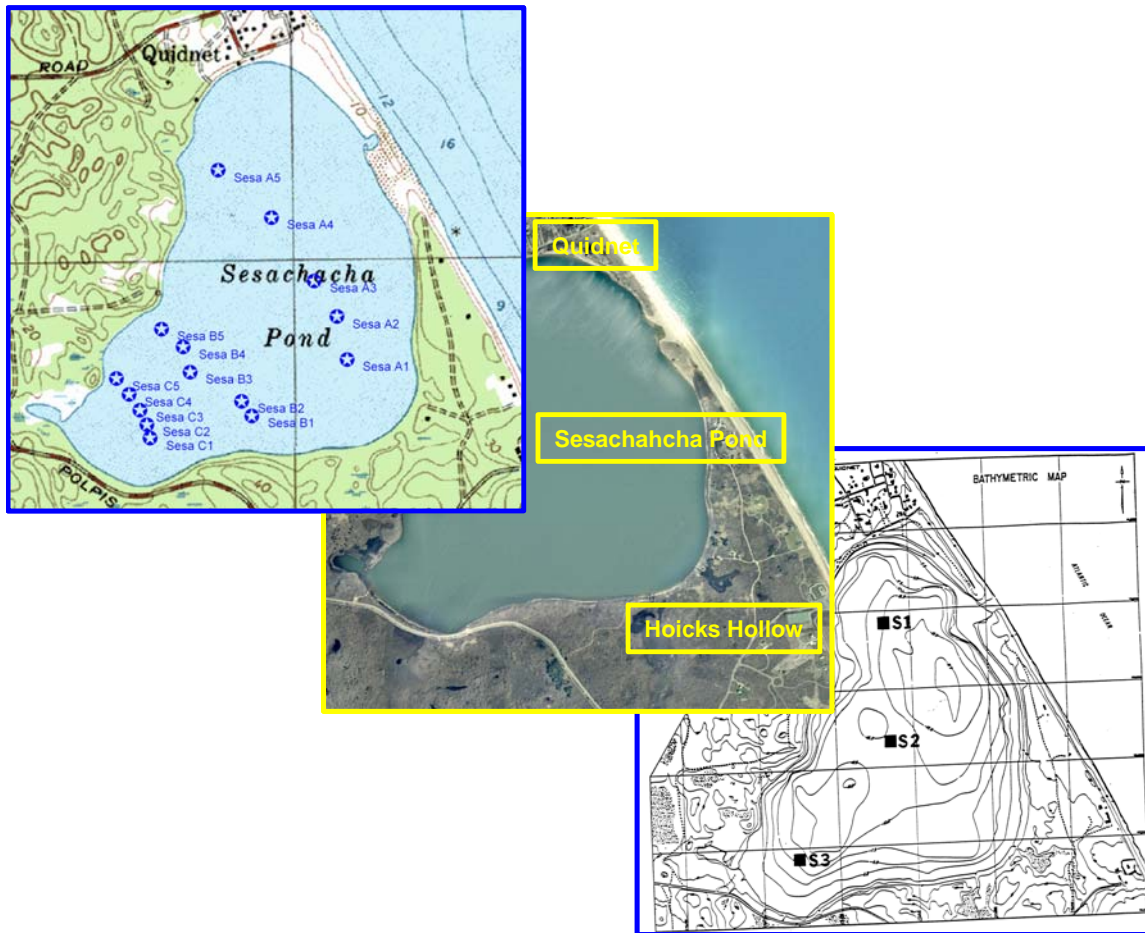 Quidnet
ROAD
10
12
16
Sesa A5
Sesa A4
Sesachacha
Sesa A3
Pond
Sesa A2
Sesa A1
9
20
Sesa B5
Sesa B4
Sesa B3
Sesa B2
Sesa B1
Sesa C5
Sesa C4
Sesa C3
Sesa C2
Sesa C1
POLPIS
40
Quidnet
Sesachahcha Pond
Hoicks Hollow
QUIDNET
BATHYMETRIC MAP
ATLANTIC
OCEAN
S1
S2
S3